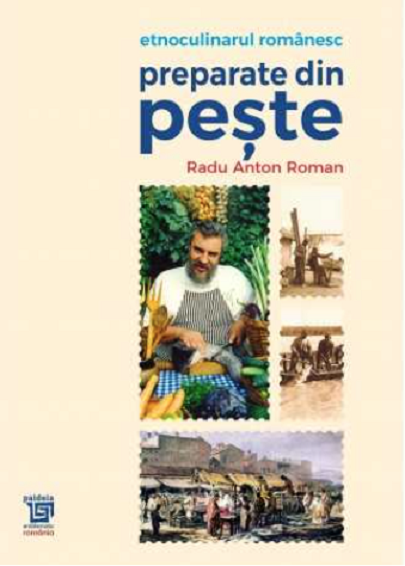 etnoculinarul românesc
preparate din
pește
Radu Anton Roman
paideia
românia